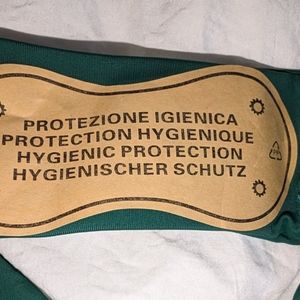 PROTEZIONE IGIENICA
PROTECTION HYGIENIQUE
HYGIENIC PROTECTION
HYGIENISCHER SCHUTZ